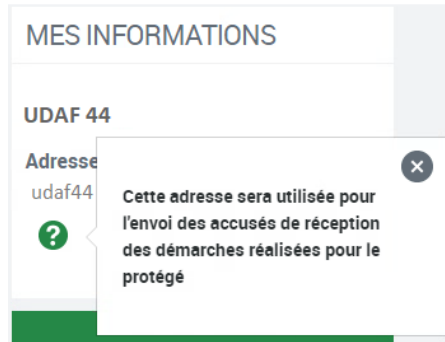 MES INFORMATIONS
UDAF 44
Adresse
udaf44
Cette adresse sera utilisée pour
l'envoi des accusés de réception
des démarches réalisées pour le
protégé